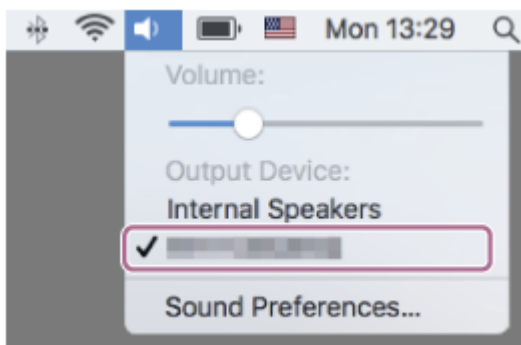 Mon 13:29
Volume:
Output Device:
Internal Speakers
Sound Preferences...